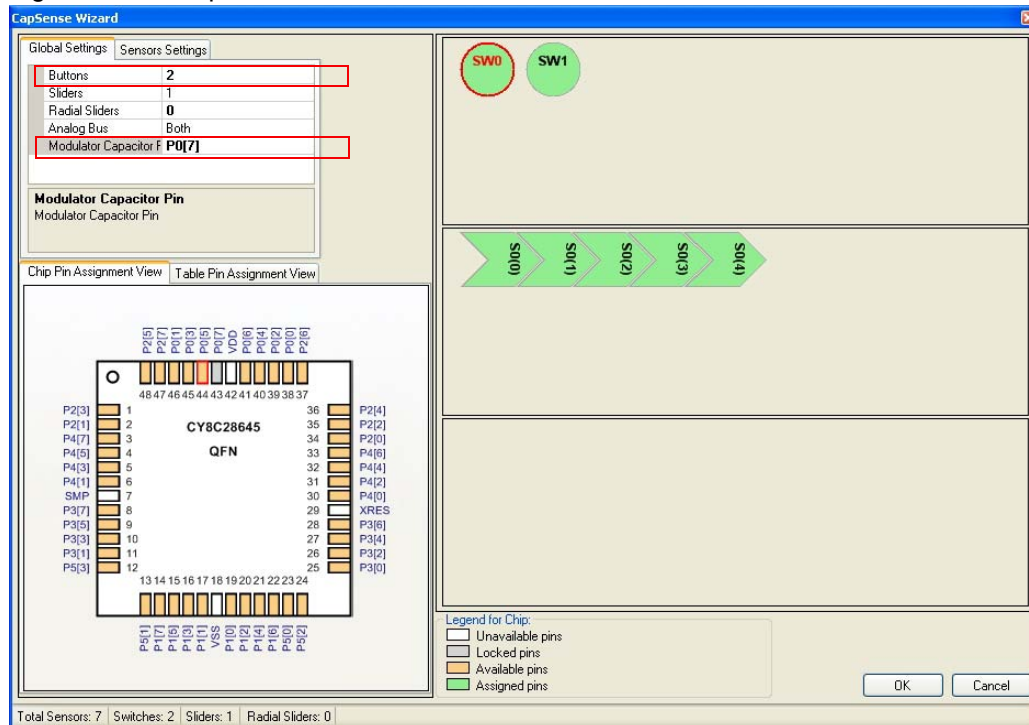 CapSense Wizard
Global Settings Sensors Settings
Buttons 2
Sliders 1
Radial Sliders 0
Analog Bus Both
Modulator Capacitor P P0[7]
Modulator Capacitor Pin
Modulator Capacitor Pin
SW0 SW1
S0(0) S0(1) S0(2) S0(3) S0(4)
Chip Pin Assignment View Table Pin Assignment View
P2[5] P2[7] P0[1] P0[3] P0[5] P0[7] VDD P0[6] P0[4] P0[2] P0[0] P2[6]
48 47 46 45 44 43 42 41 40 39 38 37
P2[3] 1 36 P2[4]
P2[1] 2 CY8C28645 35 P2[2]
P4[7] 3 34 P2[0]
P4[5] 4 QFN 33 P4[6]
P4[3] 5 32 P4[4]
P4[1] 6 31 P4[2]
SMP 7 30 P4[0]
P3[7] 8 29 XRES
P3[5] 9 28 P3[6]
P3[3] 10 27 P3[4]
P3[1] 11 26 P3[2]
P5[3] 12 25 P3[0]
13 14 15 16 17 18 19 20 21 22 23 24
P5[1] P1[7] P1[5] P1[3] P1[1] VSS P1[0] P1[2] P1[4] P1[6] P5[0] P5[2]
Legend for Chip:
Unavailable pins
Locked pins
Available pins
Assigned pins
OK Cancel
Total Sensors: 7 Switches: 2 Sliders: 1 Radial Sliders: 0